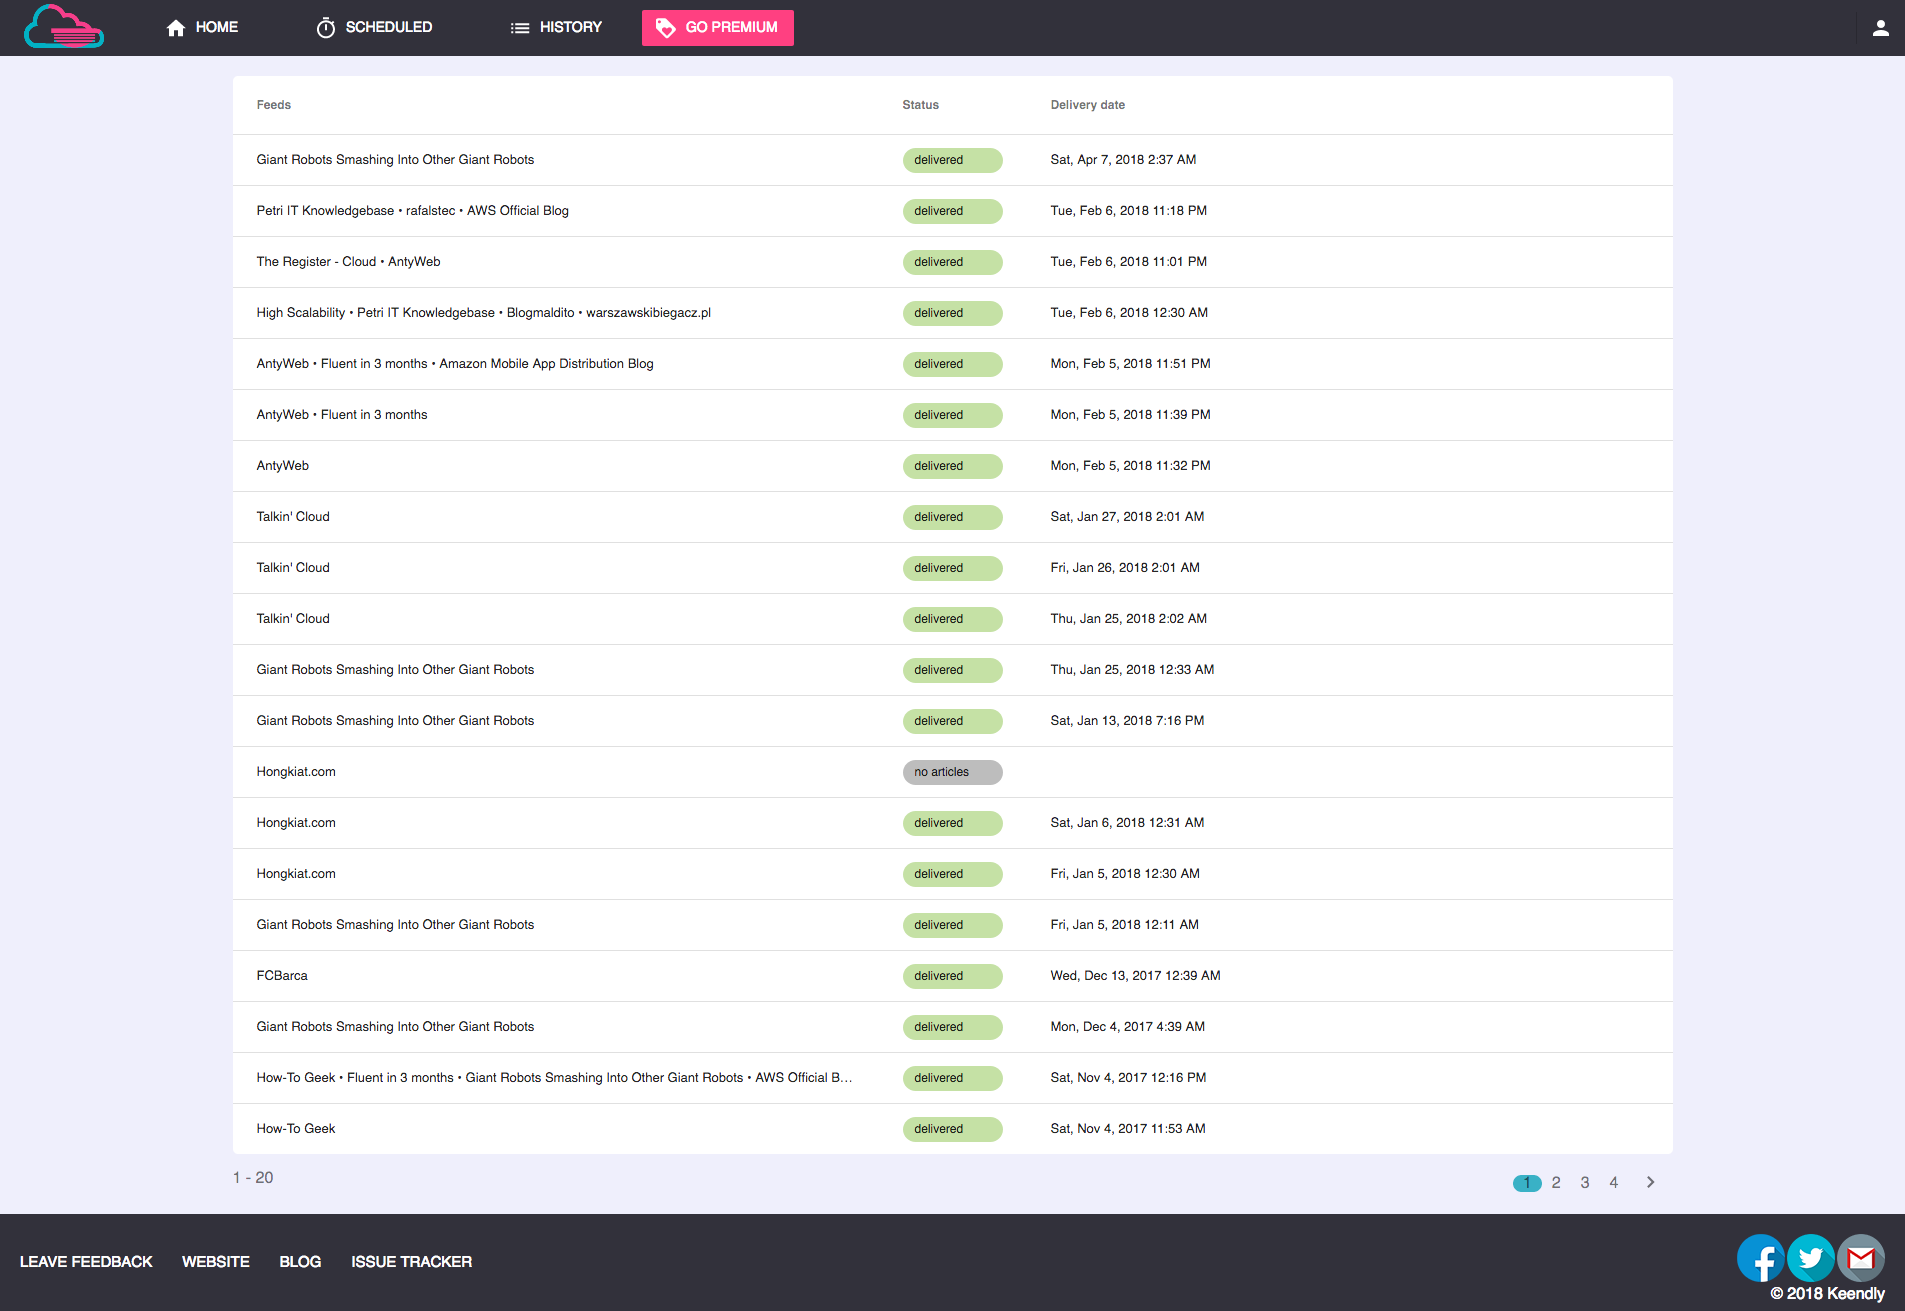 HOME SCHEDULED HISTORY GO PREMIUM
Feeds Status Delivery date
Giant Robots Smashing Into Other Giant Robots delivered Sat, Apr 7, 2018 2:37 AM
Petri IT Knowledgebase • rafalstec • AWS Official Blog delivered Tue, Feb 6, 2018 11:18 PM
The Register - Cloud • AntyWeb delivered Tue, Feb 6, 2018 11:01 PM
High Scalability • Petri IT Knowledgebase • Blogmaldito • warszawskibiegacz.pl delivered Tue, Feb 6, 2018 12:30 AM
AntyWeb • Fluent in 3 months • Amazon Mobile App Distribution Blog delivered Mon, Feb 5, 2018 11:51 PM
AntyWeb • Fluent in 3 months delivered Mon, Feb 5, 2018 11:39 PM
AntyWeb delivered Mon, Feb 5, 2018 11:32 PM
Talkin' Cloud delivered Sat, Jan 27, 2018 2:01 AM
Talkin' Cloud delivered Fri, Jan 26, 2018 2:01 AM
Talkin' Cloud delivered Thu, Jan 25, 2018 2:02 AM
Giant Robots Smashing Into Other Giant Robots delivered Thu, Jan 25, 2018 12:33 AM
Giant Robots Smashing Into Other Giant Robots delivered Sat, Jan 13, 2018 7:16 PM
Hongkiat.com no articles
Hongkiat.com delivered Sat, Jan 6, 2018 12:31 AM
Hongkiat.com delivered Fri, Jan 5, 2018 12:30 AM
Giant Robots Smashing Into Other Giant Robots delivered Fri, Jan 5, 2018 12:11 AM
FCBarca delivered Wed, Dec 13, 2017 12:39 AM
Giant Robots Smashing Into Other Giant Robots delivered Mon, Dec 4, 2017 4:39 AM
How-To Geek • Fluent in 3 months • Giant Robots Smashing Into Other Giant Robots • AWS Official B… delivered Sat, Nov 4, 2017 12:16 PM
How-To Geek delivered Sat, Nov 4, 2017 11:53 AM
1 - 20 1 2 3 4
LEAVE FEEDBACK WEBSITE BLOG ISSUE TRACKER
© 2018 Keendly